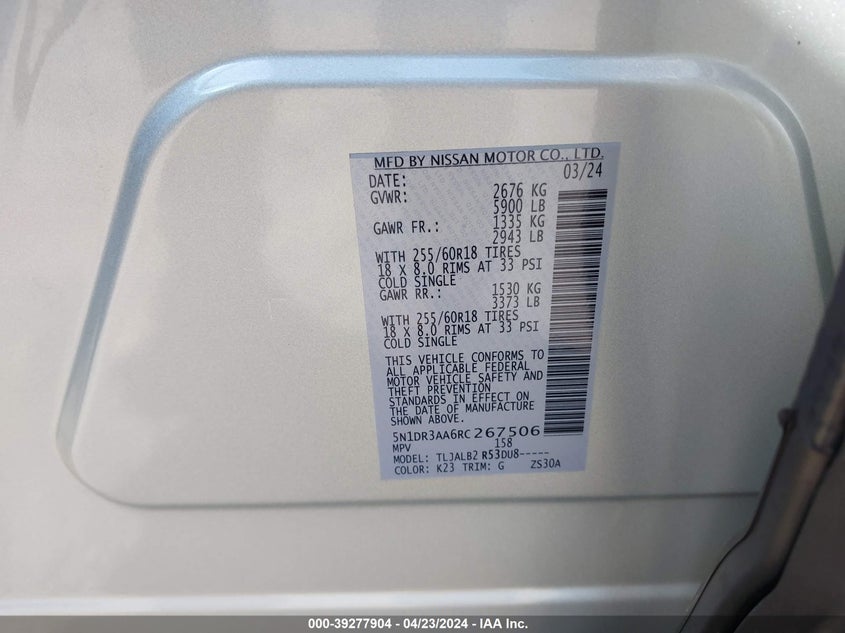 MFD BY NISSAN MOTOR CO., LTD.
DATE: 03/24
GVWR: 2676 KG
5900 LB
GAWR FR.: 1335 KG
2943 LB
WITH 255/60R18 TIRES
18 X 8.0 RIMS AT 33 PSI
COLD SINGLE
GAWR RR.: 1530 KG
3373 LB
WITH 255/60R18 TIRES
18 X 8.0 RIMS AT 33 PSI
COLD SINGLE
THIS VEHICLE CONFORMS TO
ALL APPLICABLE FEDERAL
MOTOR VEHICLE SAFETY AND
THEFT PREVENTION
STANDARDS IN EFFECT ON
THE DATE OF MANUFACTURE
SHOWN ABOVE.
5N1DR3AA6RC267506
MPV 158
MODEL: TLJALB2 R53DU8-----
COLOR: K23 TRIM: G ZS30A
000-39277904 - 04/23/2024 - IAA Inc.